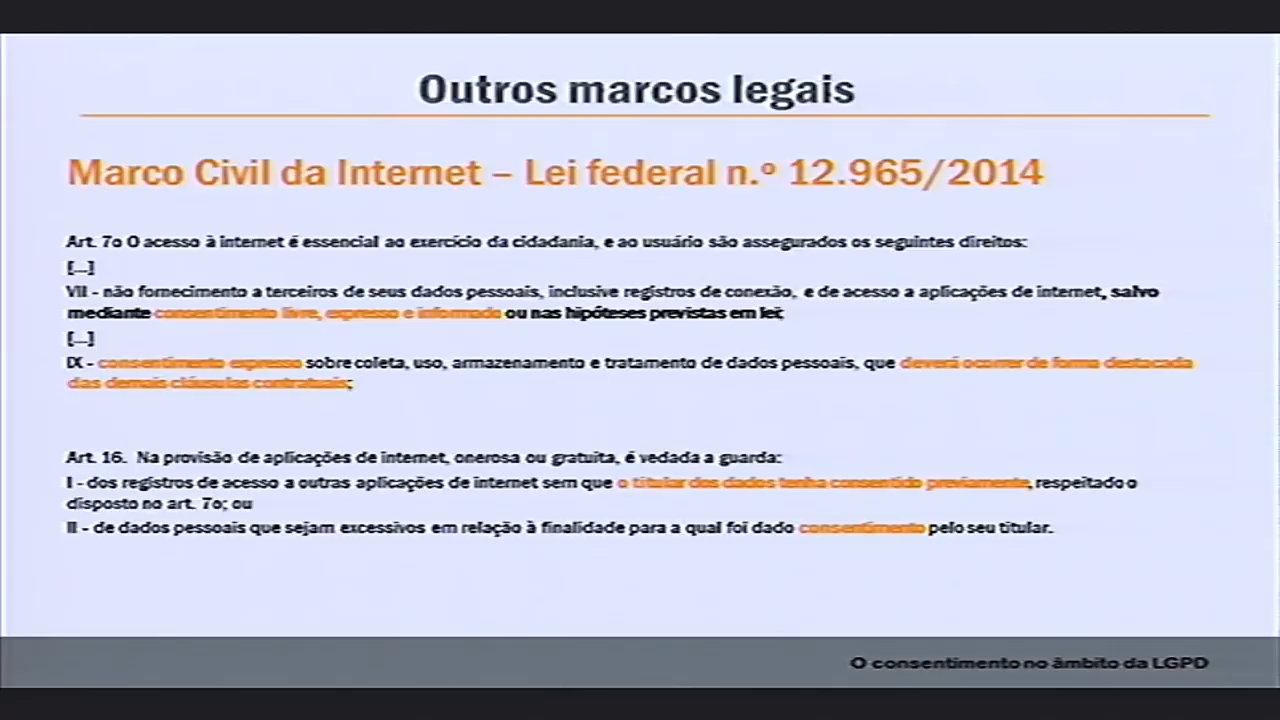 Outros marcos legais
Marco Civil da Internet – Lei federal n.º 12.965/2014
Art. 7o O acesso à internet é essencial ao exercício da cidadania, e ao usuário são assegurados os seguintes direitos:
[...]
VII - não fornecimento a terceiros de seus dados pessoais, inclusive registros de conexão, e de acesso a aplicações de internet, salvo
mediante consentimento livre, expresso e informado ou nas hipóteses previstas em lei;
[...]
IX - consentimento expresso sobre coleta, uso, armazenamento e tratamento de dados pessoais, que deverá ocorrer de forma destacada
das demais cláusulas contratuais;
Art. 16. Na provisão de aplicações de internet, onerosa ou gratuita, é vedada a guarda:
I - dos registros de acesso a outras aplicações de internet sem que o titular dos dados tenha consentido previamente, respeitado o
disposto no art. 7o; ou
II - de dados pessoais que sejam excessivos em relação à finalidade para a qual foi dado consentimento pelo seu titular.
O consentimento no âmbito da LGPD